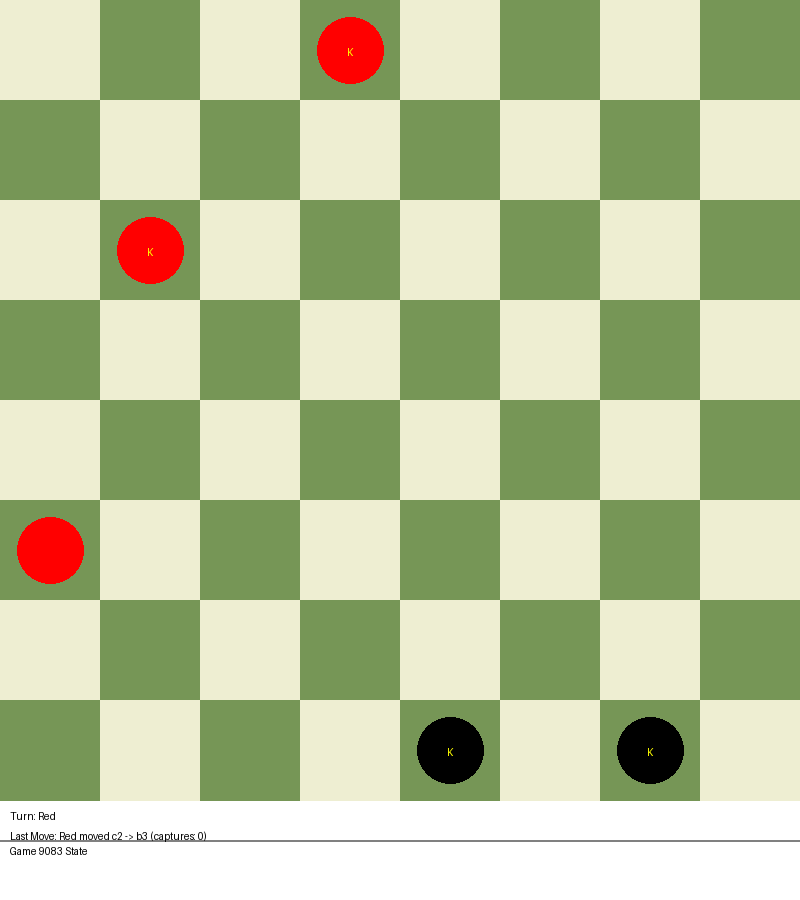 K
K
K K
Turn: Red
Last Move: Red moved c2 -> b3 (captures: 0)
Game 9083 State